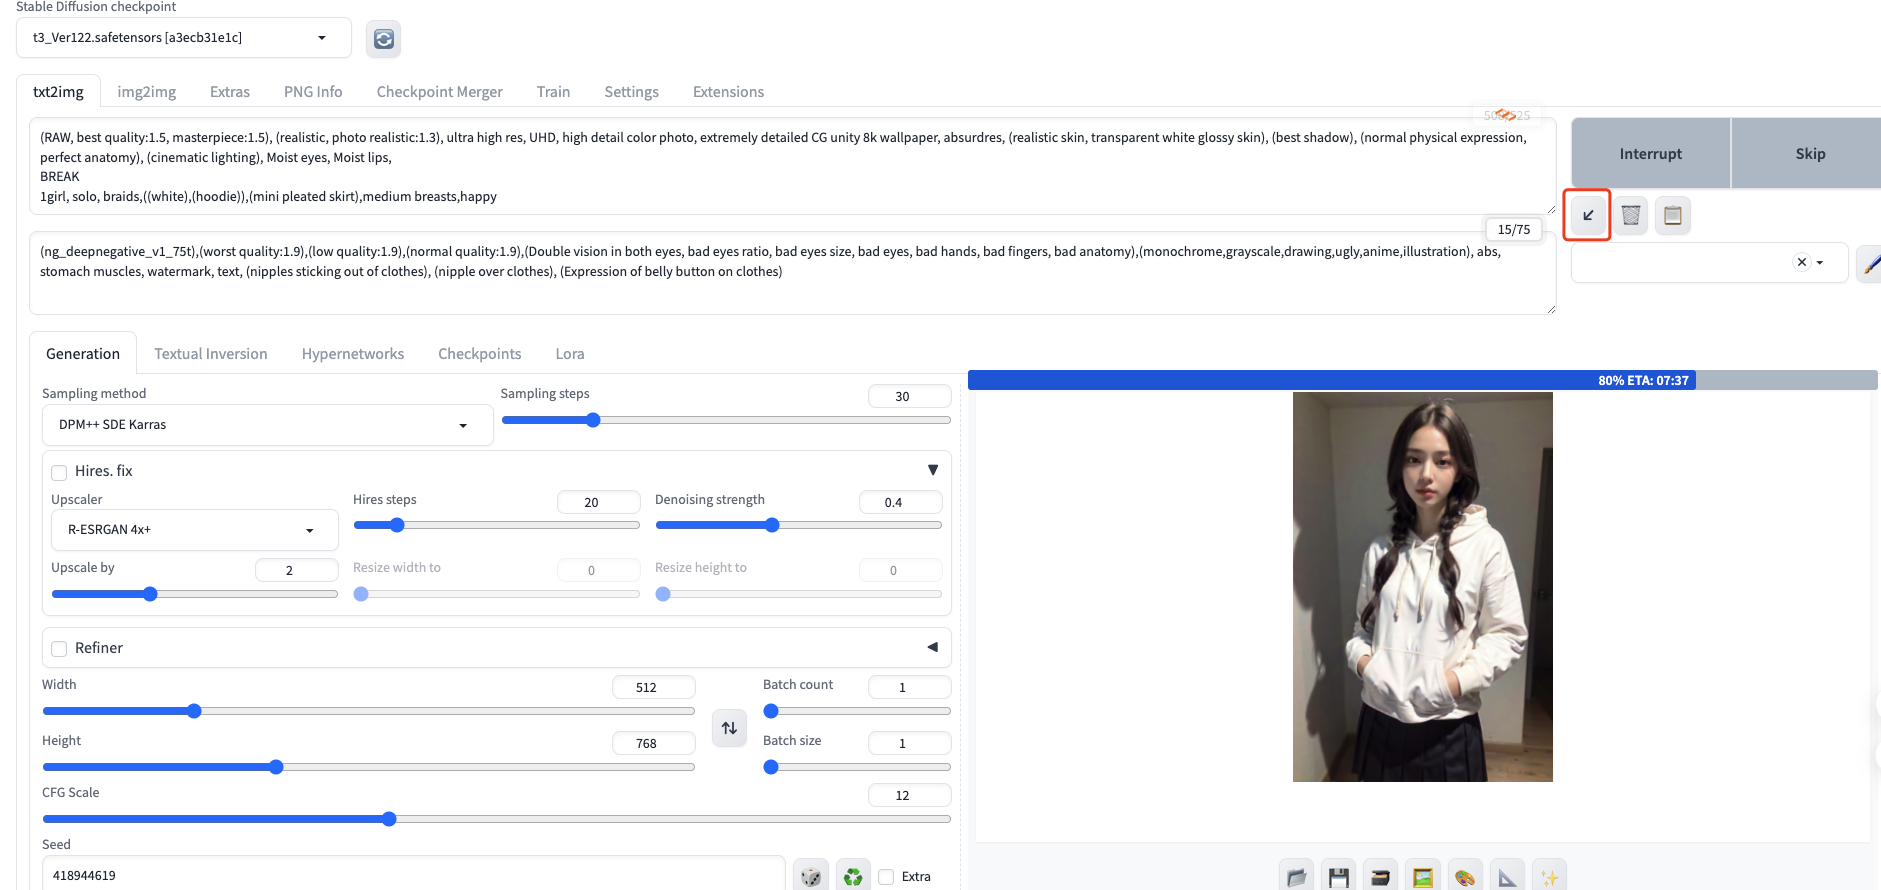 Stable Diffusion checkpoint
t3_Ver122.safetensors [a3ecb31e1c]
txt2img img2img Extras PNG Info Checkpoint Merger Train Settings Extensions
(RAW, best quality:1.5, masterpiece:1.5), (realistic, photo realistic:1.3), ultra high res, UHD, high detail color photo, extremely detailed CG unity 8k wallpaper, absurdres, (realistic skin, transparent white glossy skin), (best shadow), (normal physical expression,
perfect anatomy), (cinematic lighting), Moist eyes, Moist lips,
BREAK
1girl, solo, braids,((white),(hoodie)),(mini pleated skirt),medium breasts,happy
Interrupt Skip
15/75
(ng_deepnegative_v1_75t),(worst quality:1.9),(low quality:1.9),(normal quality:1.9),(Double vision in both eyes, bad eyes ratio, bad eyes size, bad eyes, bad hands, bad fingers, bad anatomy),(monochrome,grayscale,drawing,ugly,anime,illustration), abs,
stomach muscles, watermark, text, (nipples sticking out of clothes), (nipple over clothes), (Expression of belly button on clothes)
Generation Textual Inversion Hypernetworks Checkpoints Lora
80% ETA: 07:37
Sampling method Sampling steps 30
DPM++ SDE Karras
Hires. fix
Upscaler Hires steps 20 Denoising strength 0.4
R-ESRGAN 4x+
Upscale by 2 Resize width to 0 Resize height to 0
Refiner
Width 512 Batch count 1
Height 768 Batch size 1
CFG Scale 12
Seed
418944619 Extra